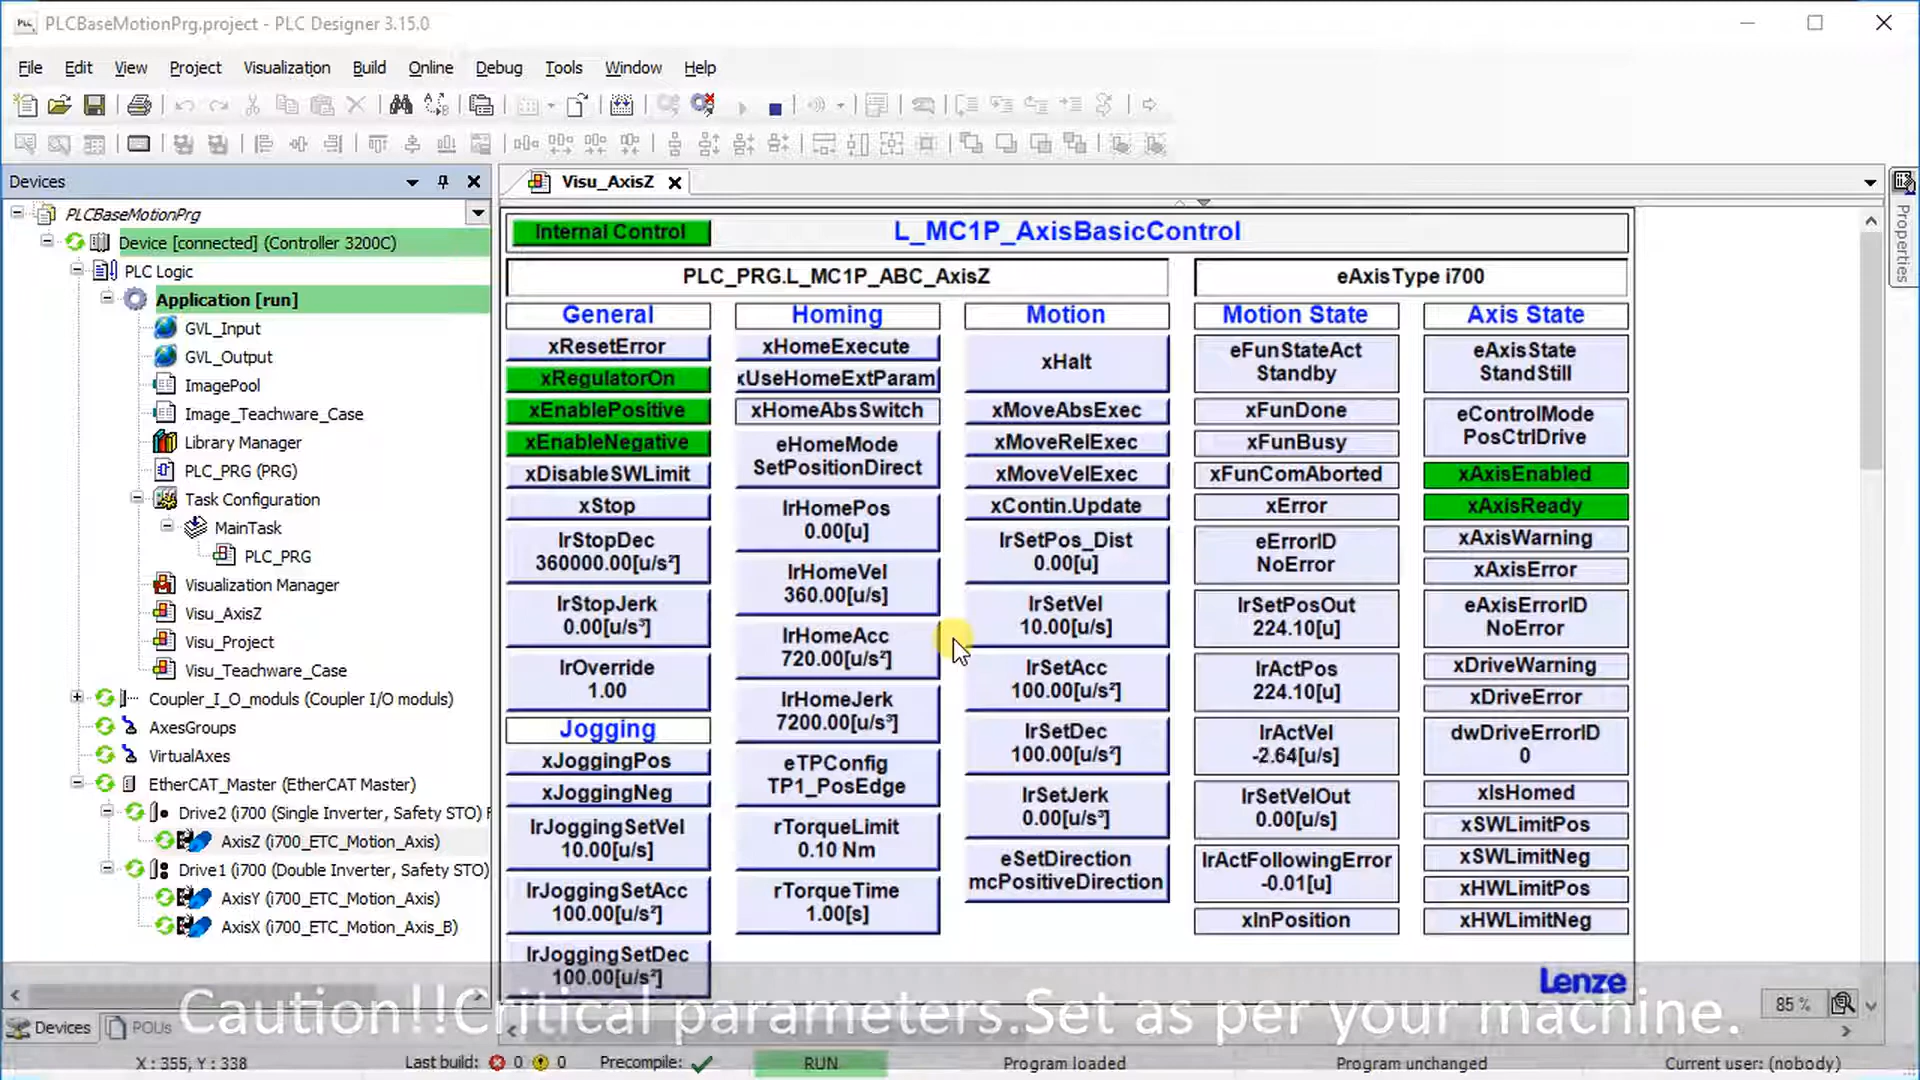 PLCBaseMotionPrg.project - PLC Designer 3.15.0
File Edit View Project Visualization Build Online Debug Tools Window Help
Devices
PLCBaseMotionPrg
Device [connected] (Controller 3200C)
PLC Logic
Application [run]
GVL_Input
GVL_Output
ImagePool
Image_Teachware_Case
Library Manager
PLC_PRG (PRG)
Task Configuration
MainTask
PLC_PRG
Visualization Manager
Visu_AxisZ
Visu_Project
Visu_Teachware_Case
Coupler_I_O_moduls (Coupler I/O moduls)
AxesGroups
VirtualAxes
EtherCAT_Master (EtherCAT Master)
Drive2 (i700 (Single Inverter, Safety STO)
AxisZ (i700_ETC_Motion_Axis)
Drive1 (i700 (Double Inverter, Safety STO)
AxisY (i700_ETC_Motion_Axis)
AxisX (i700_ETC_Motion_Axis_B)
Devices POUs
Visu_AxisZ
Properties
Internal Control
L_MC1P_AxisBasicControl
PLC_PRG.L_MC1P_ABC_AxisZ
eAxisType i700
General
xResetError
xRegulatorOn
xEnablePositive
xEnableNegative
xDisableSWLimit
xStop
lrStopDec
360000.00[u/s²]
lrStopJerk
0.00[u/s³]
lrOverride
1.00
Jogging
xJoggingPos
xJoggingNeg
lrJoggingSetVel
10.00[u/s]
lrJoggingSetAcc
100.00[u/s²]
lrJoggingSetDec
100.00[u/s²]
Homing
xHomeExecute
xUseHomeExtParam
xHomeAbsSwitch
eHomeMode
SetPositionDirect
lrHomePos
0.00[u]
lrHomeVel
360.00[u/s]
lrHomeAcc
720.00[u/s²]
lrHomeJerk
7200.00[u/s³]
eTPConfig
TP1_PosEdge
rTorqueLimit
0.10 Nm
rTorqueTime
1.00[s]
Motion
xHalt
xMoveAbsExec
xMoveRelExec
xMoveVelExec
xContin.Update
lrSetPos_Dist
0.00[u]
lrSetVel
10.00[u/s]
lrSetAcc
100.00[u/s²]
lrSetDec
100.00[u/s²]
lrSetJerk
0.00[u/s³]
eSetDirection
mcPositiveDirection
Motion State
eFunStateAct
Standby
xFunDone
xFunBusy
xFunComAborted
xError
eErrorID
NoError
lrSetPosOut
224.10[u]
lrActPos
224.10[u]
lrActVel
-2.64[u/s]
lrSetVelOut
0.00[u/s]
lrActFollowingError
-0.01[u]
xInPosition
Axis State
eAxisState
StandStill
eControlMode
PosCtrlDrive
xAxisEnabled
xAxisReady
xAxisWarning
xAxisError
eAxisErrorID
NoError
xDriveWarning
xDriveError
dwDriveErrorID
0
xIsHomed
xSWLimitPos
xSWLimitNeg
xHWLimitPos
xHWLimitNeg
Lenze
85 %
Caution!!Critical parameters.Set as per your machine.
X : 355, Y : 338 Last build: 0 0 Precompile: RUN Program loaded Program unchanged Current user: (nobody)